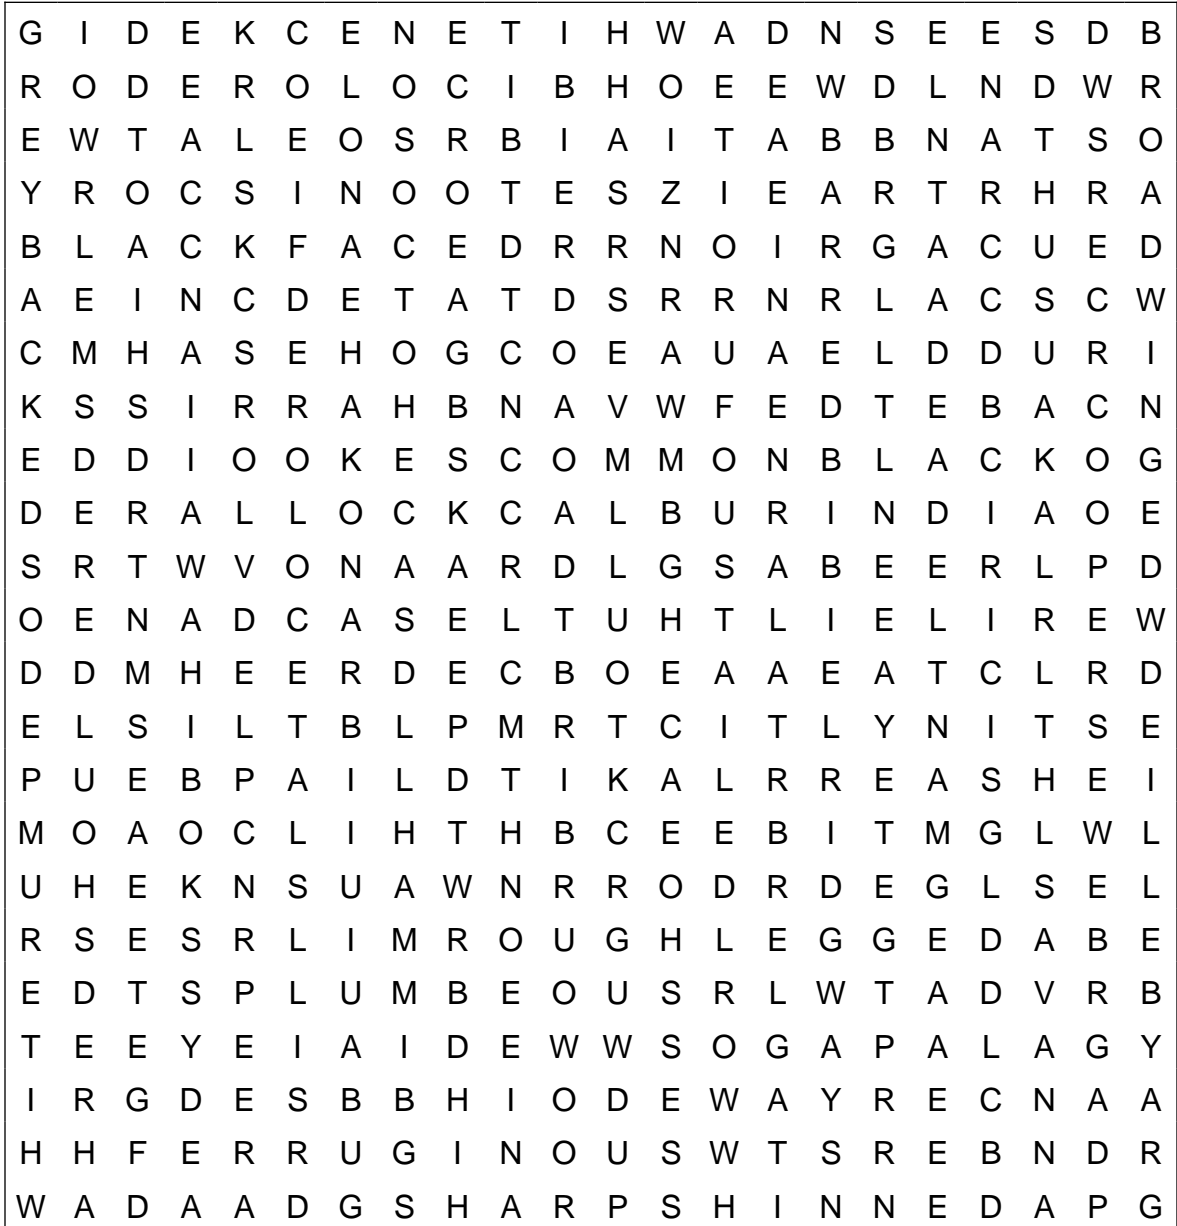 G I D E K C E N E T I H W A D N S E E S D B
R O D E R O L O C I B H O E E W D L N D W R
E W T A L E O S R B I A I T A B B N A T S O
Y R O C S I N O O T E S Z I E A R T R H R A
B L A C K F A C E D R R N O I R G A C U E D
A E I N C D E T A T D S R R N R L A C S C W
C M H A S E H O G C O E A U A E L D D U R I
K S S I R R A H B N A V W F E D T E B A C N
E D D I O O K E S C O M M O N B L A C K O G
D E R A L L O C K C A L B U R I N D I A O E
S R T W V O N A A R D L G S A B E E R L P D
O E N A D C A S E L T U H T L I E L I R E W
D D M H E E R D E C B O E A A E A T C L R D
E L S I L T B L P M R T C I T L Y N I T S E
P U E B P A I L D T I K A L R R E A S H E I
M O A O C L I H T H B C E E B I T M G L W L
U H E K N S U A W N R R O D R D E G L S E L
R S E S R L I M R O U G H L E G G E D A B E
E D T S P L U M B E O U S R L W T A D V R B
T E E Y E I A I D E W W S O G A P A L A G Y
I R G D E S B B H I O D E W A Y R E C N A A
H H F E R R U G I N O U S W T S R E B N D R
W A D A A D G S H A R P S H I N N E D A P G